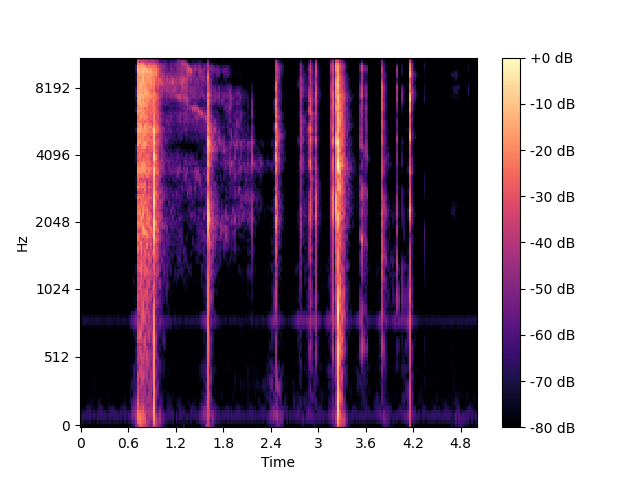 8192
4096
2048
1024
512
0
Hz
0 0.6 1.2 1.8 2.4 3 3.6 4.2 4.8
Time
+0 dB
-10 dB
-20 dB
-30 dB
-40 dB
-50 dB
-60 dB
-70 dB
-80 dB